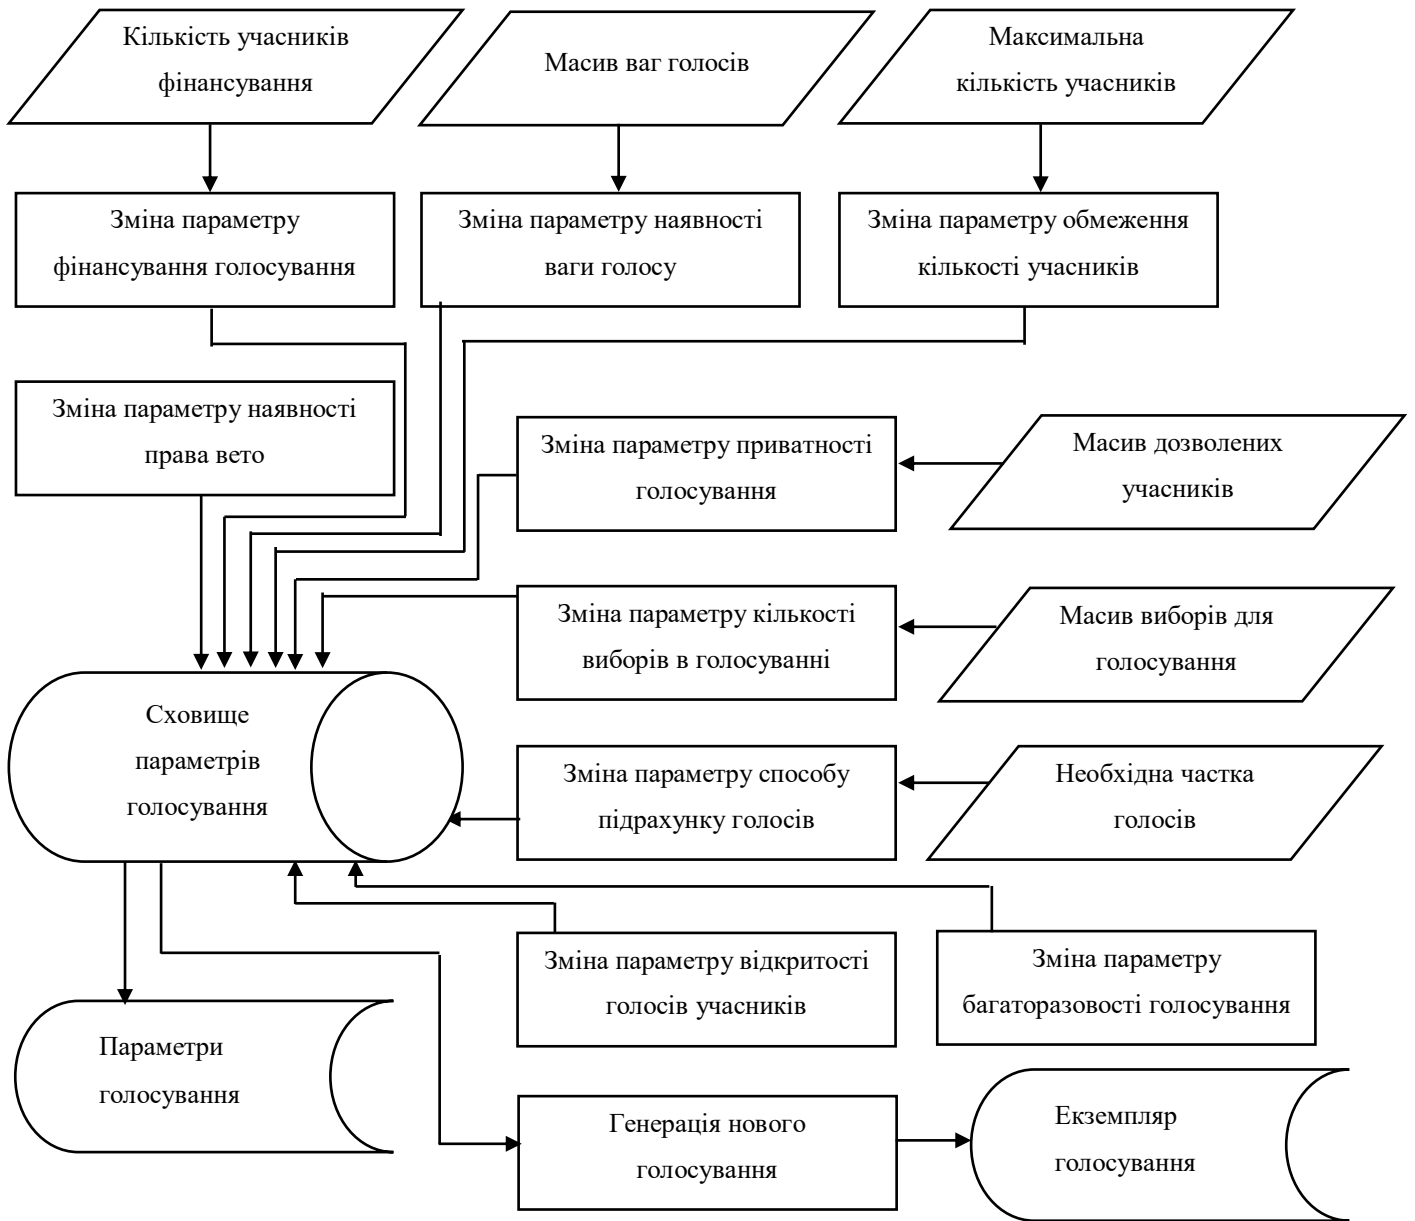 Кількість учасників
фінансування
Масив ваг голосів
Максимальна
кількість учасників
Зміна параметру
фінансування голосування
Зміна параметру наявності
ваги голосу
Зміна параметру обмеження
кількості учасників
Зміна параметру наявності
права вето
Зміна параметру приватності
голосування
Масив дозволених
учасників
Зміна параметру кількості
виборів в голосуванні
Масив виборів для
голосування
Сховище
параметрів
голосування
Зміна параметру способу
підрахунку голосів
Необхідна частка
голосів
Зміна параметру відкритості
голосів учасників
Зміна параметру
багаторазовості голосування
Параметри
голосування
Генерація нового
голосування
Екземпляр
голосування